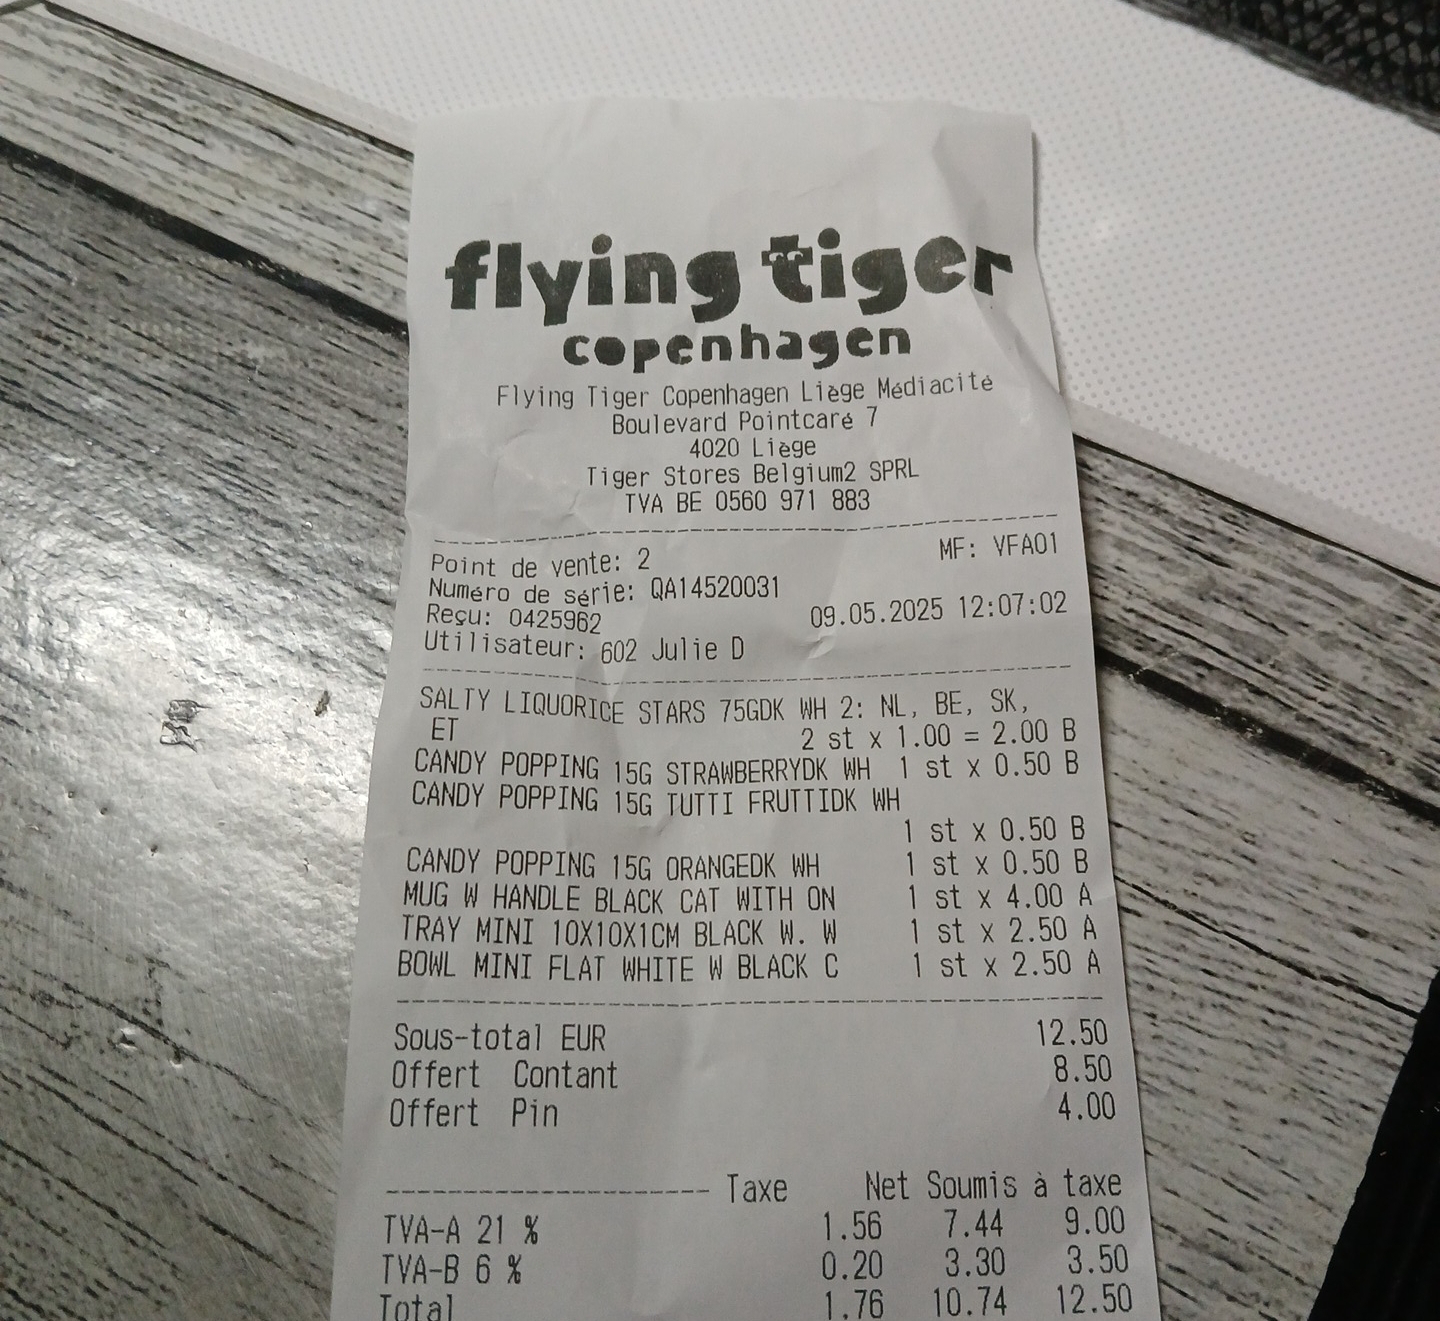 flying tiger
copenhagen
Flying Tiger Copenhagen Liège Médiacité
Boulevard Pointcaré 7
4020 Liège
Tiger Stores Belgium2 SPRL
TVA BE 0560 971 883
Point de vente: 2 MF: VFA01
Numéro de série: QA14520031
Reçu: 0425962 09.05.2025 12:07:02
Utilisateur: 602 Julie D
SALTY LIQUORICE STARS 75GDK WH 2: NL, BE, SK,
ET 2 st x 1.00 = 2.00 B
CANDY POPPING 15G STRAWBERRYDK WH 1 st x 0.50 B
CANDY POPPING 15G TUTTI FRUTTIDK WH
1 st x 0.50 B
CANDY POPPING 15G ORANGEDK WH 1 st x 0.50 B
MUG W HANDLE BLACK CAT WITH ON 1 st x 4.00 A
TRAY MINI 10X10X1CM BLACK W. W 1 st x 2.50 A
BOWL MINI FLAT WHITE W BLACK C 1 st x 2.50 A
Sous-total EUR 12.50
Offert Contant 8.50
Offert Pin 4.00
Taxe Net Soumis à taxe
TVA-A 21 % 1.56 7.44 9.00
TVA-B 6 % 0.20 3.30 3.50
Total 1.76 10.74 12.50